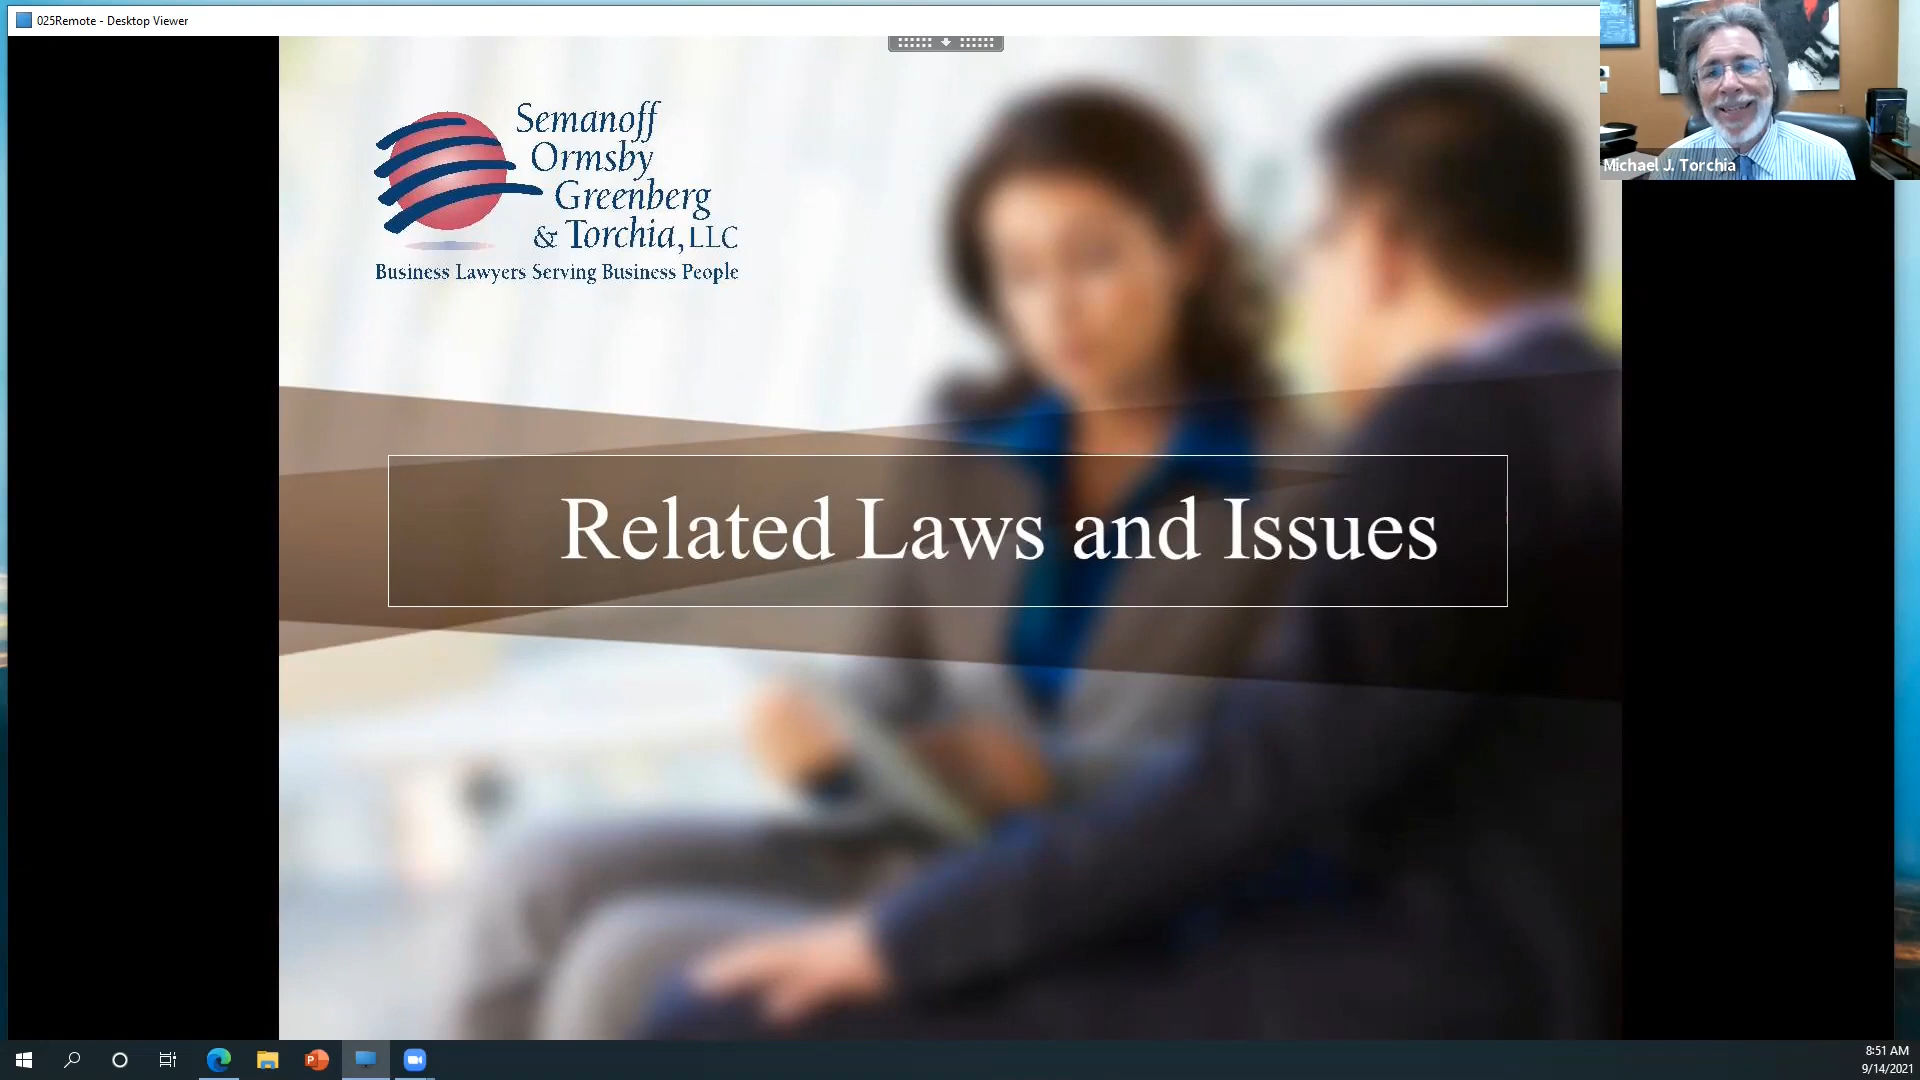 025Remote - Desktop Viewer
Michael J. Torchia
Semanoff
Ormsby
Greenberg
& Torchia, LLC
Business Lawyers Serving Business People
Related Laws and Issues
8:51 AM
9/14/2021